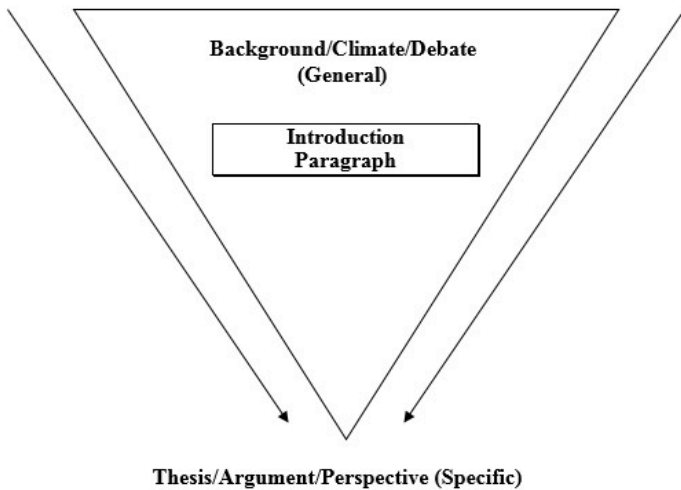 Background/Climate/Debate
(General)
Introduction
Paragraph
Thesis/Argument/Perspective (Specific)